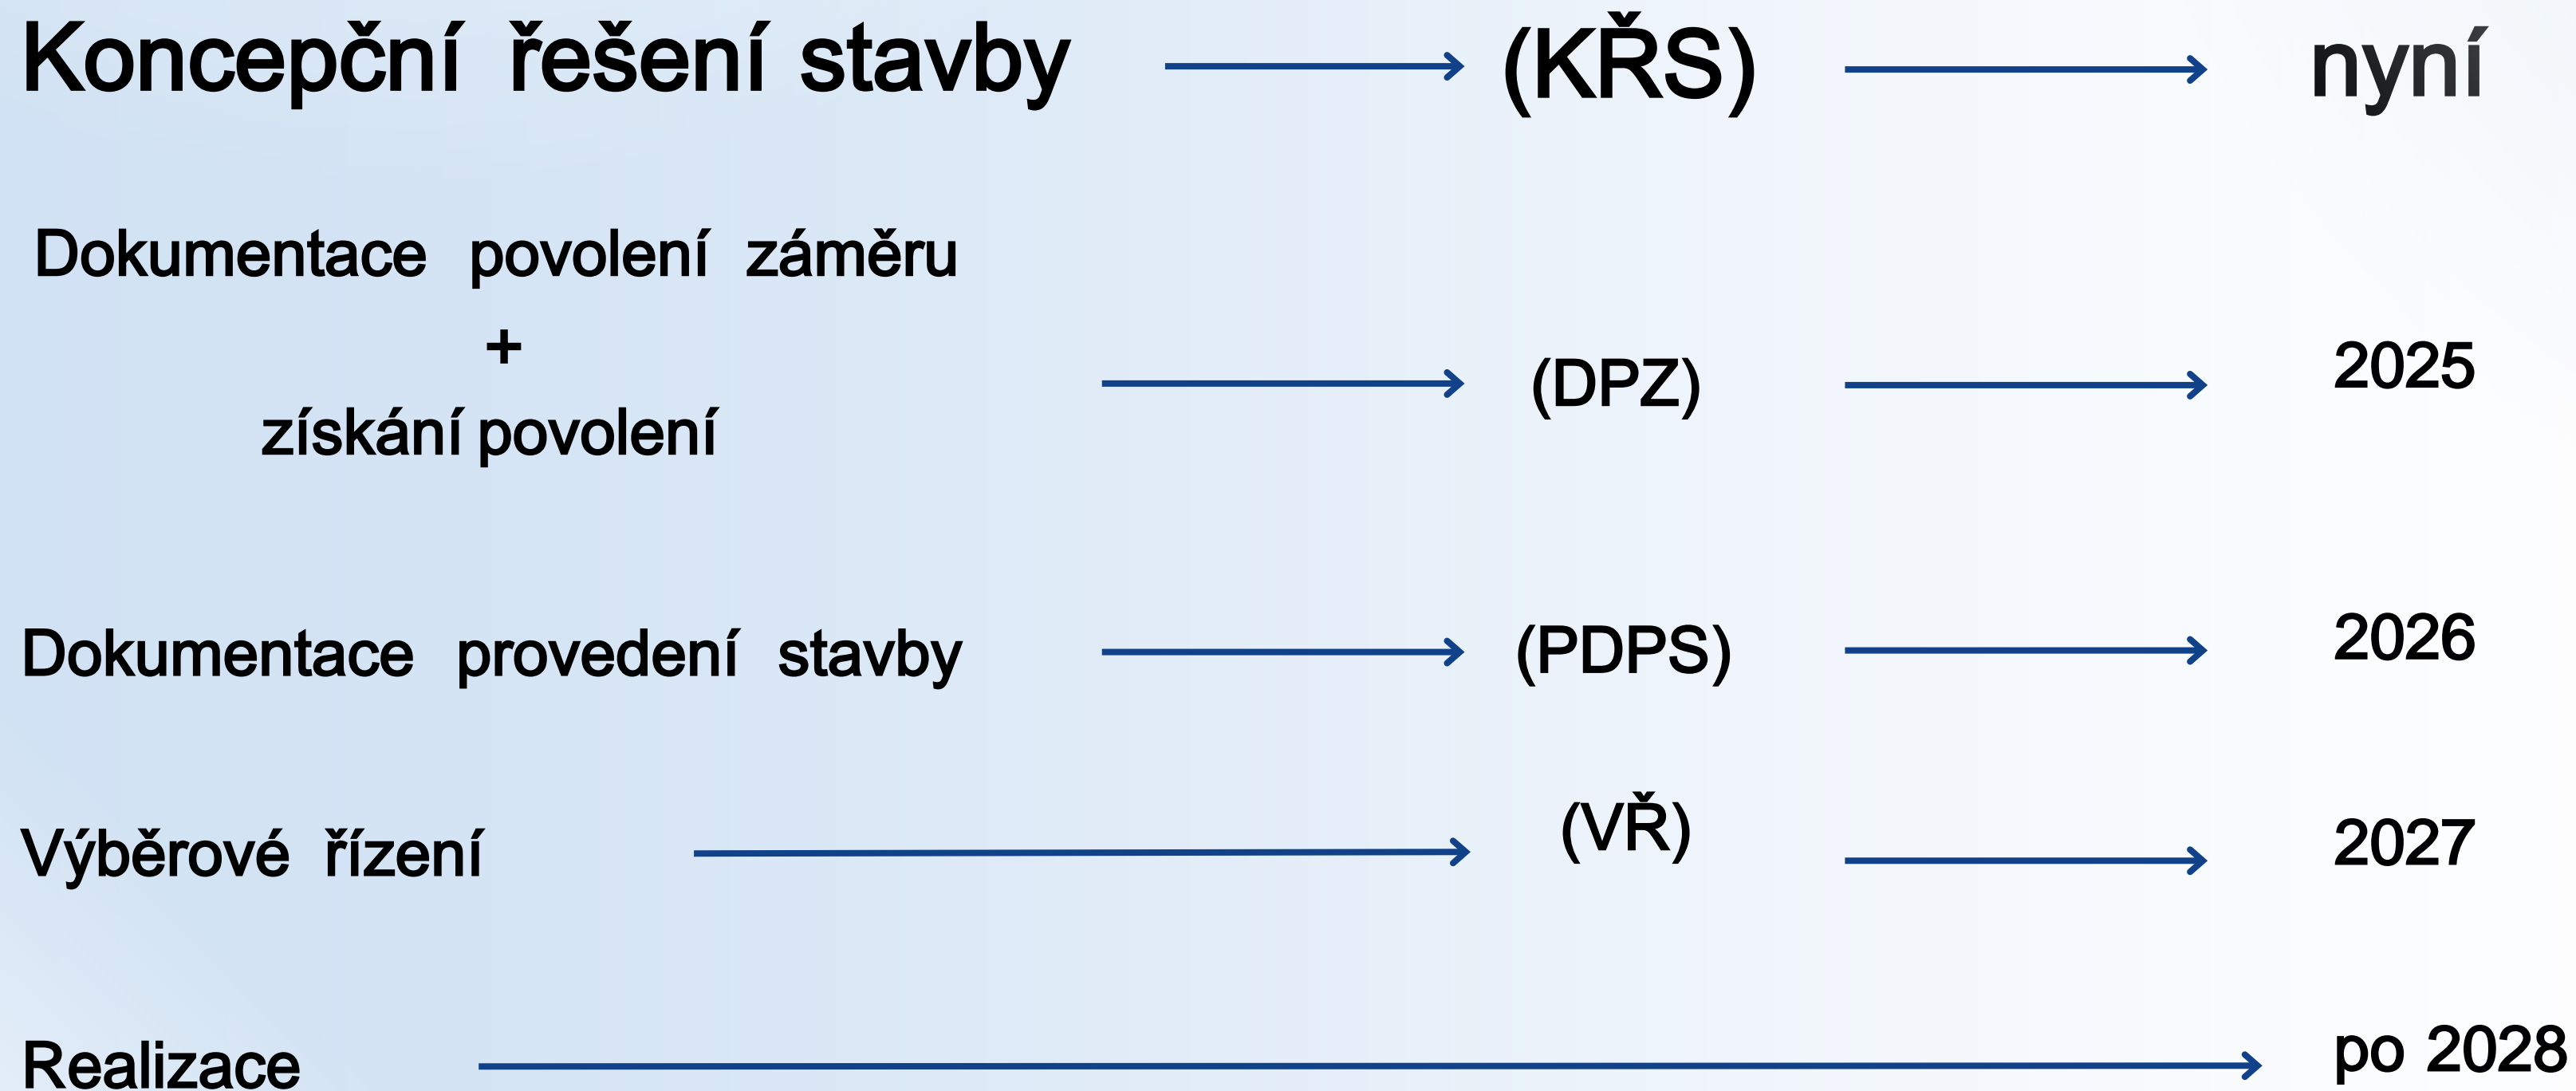 Koncepční řešení stavby (KŘS) nyní
Dokumentace povolení záměru
+
získání povolení
(DPZ) 2025
Dokumentace provedení stavby (PDPS) 2026
Výběrové řízení (VŘ) 2027
Realizace po 2028